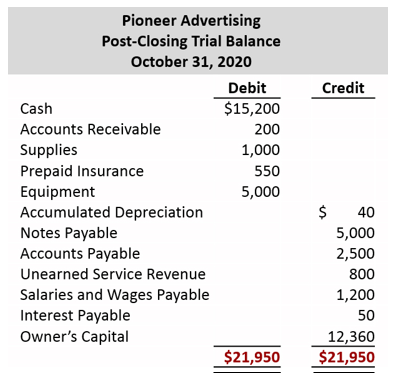 Pioneer Advertising
Post-Closing Trial Balance
October 31, 2020
Debit Credit
Cash $15,200
Accounts Receivable 200
Supplies 1,000
Prepaid Insurance 550
Equipment 5,000
Accumulated Depreciation $ 40
Notes Payable 5,000
Accounts Payable 2,500
Unearned Service Revenue 800
Salaries and Wages Payable 1,200
Interest Payable 50
Owner's Capital 12,360
$21,950 $21,950